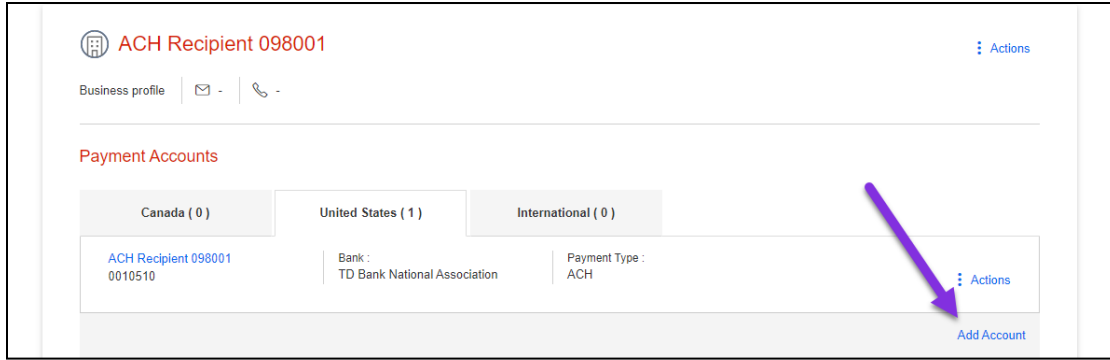 ACH Recipient 098001
Actions
Business profile - -
Payment Accounts
Canada ( 0 ) United States ( 1 ) International ( 0 )
ACH Recipient 098001 Bank : Payment Type :
0010510 TD Bank National Association ACH
Actions
Add Account